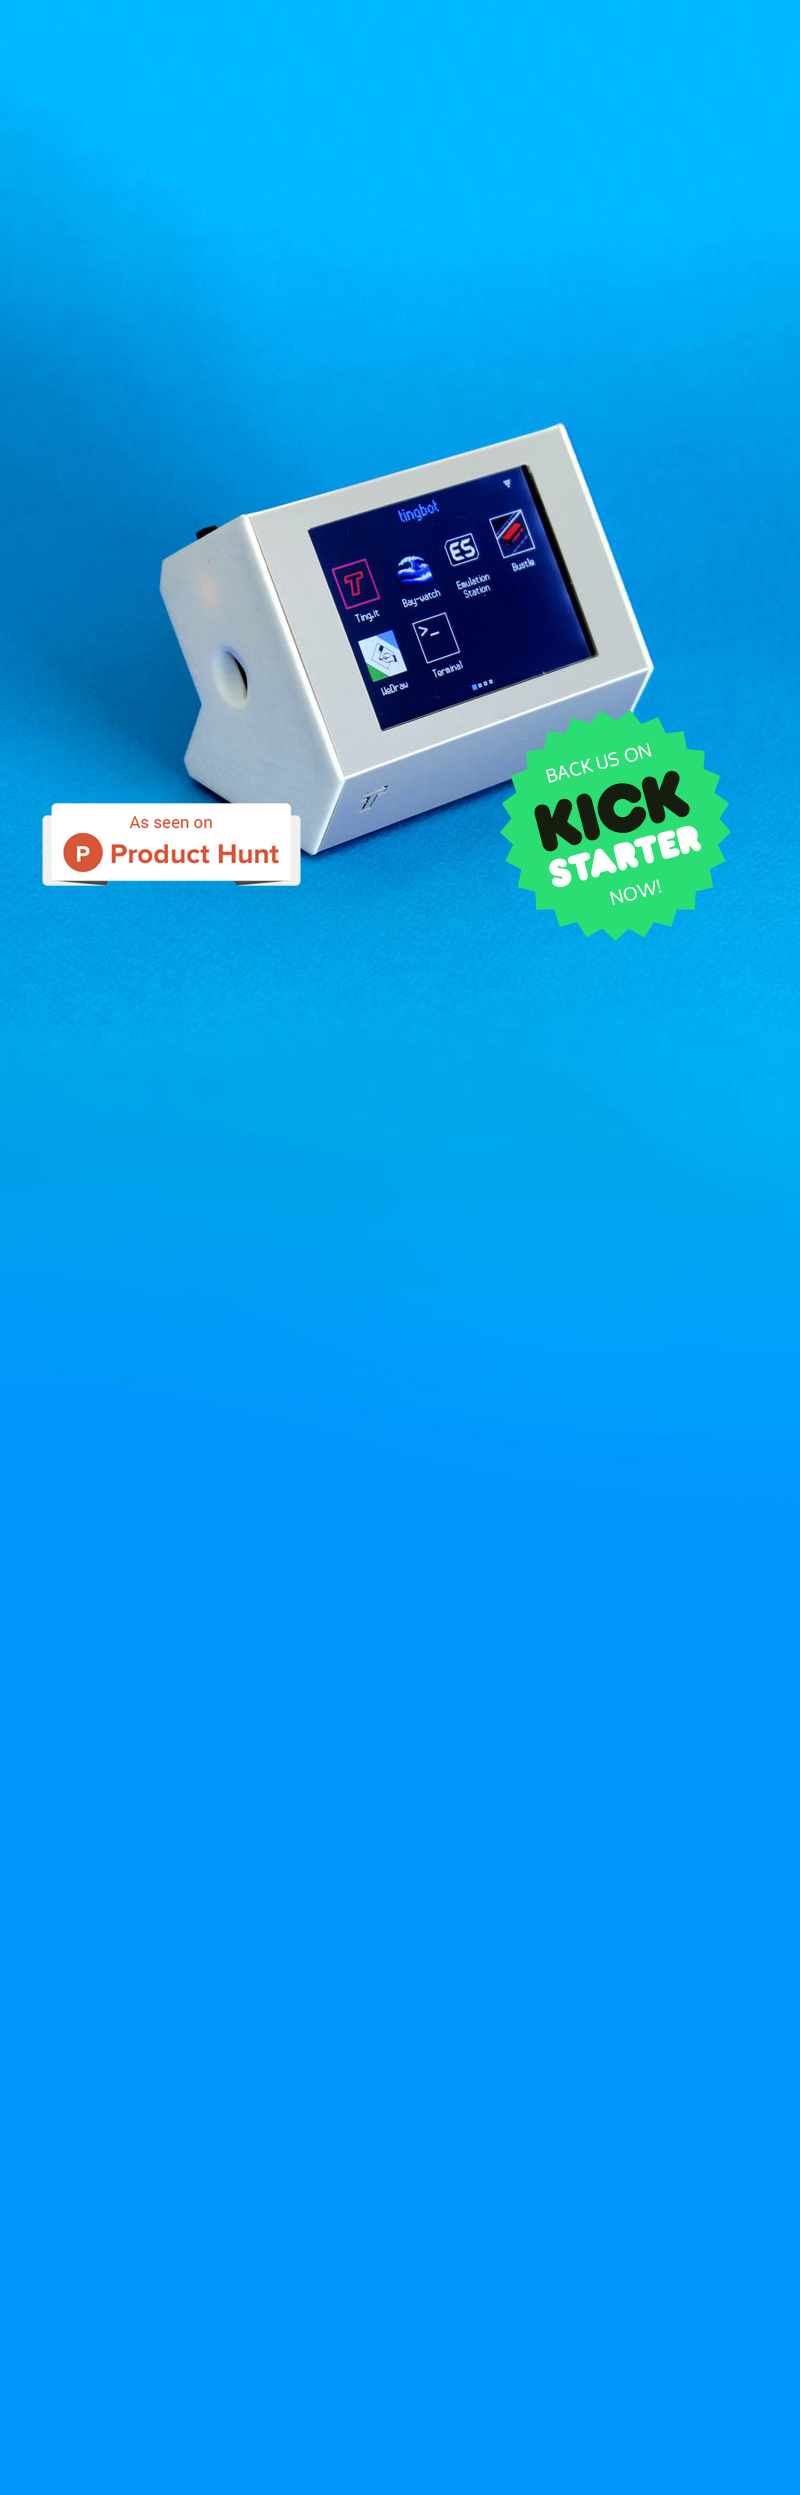 tingbot
Ting.it
Bay-watch
ES
Emulation
Station
Bustle
WeDraw
>_
Terminal
BACK US ON
KICK
STARTER
NOW!
As seen on
P Product Hunt